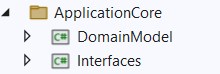 ApplicationCore
C# DomainModel
C# Interfaces